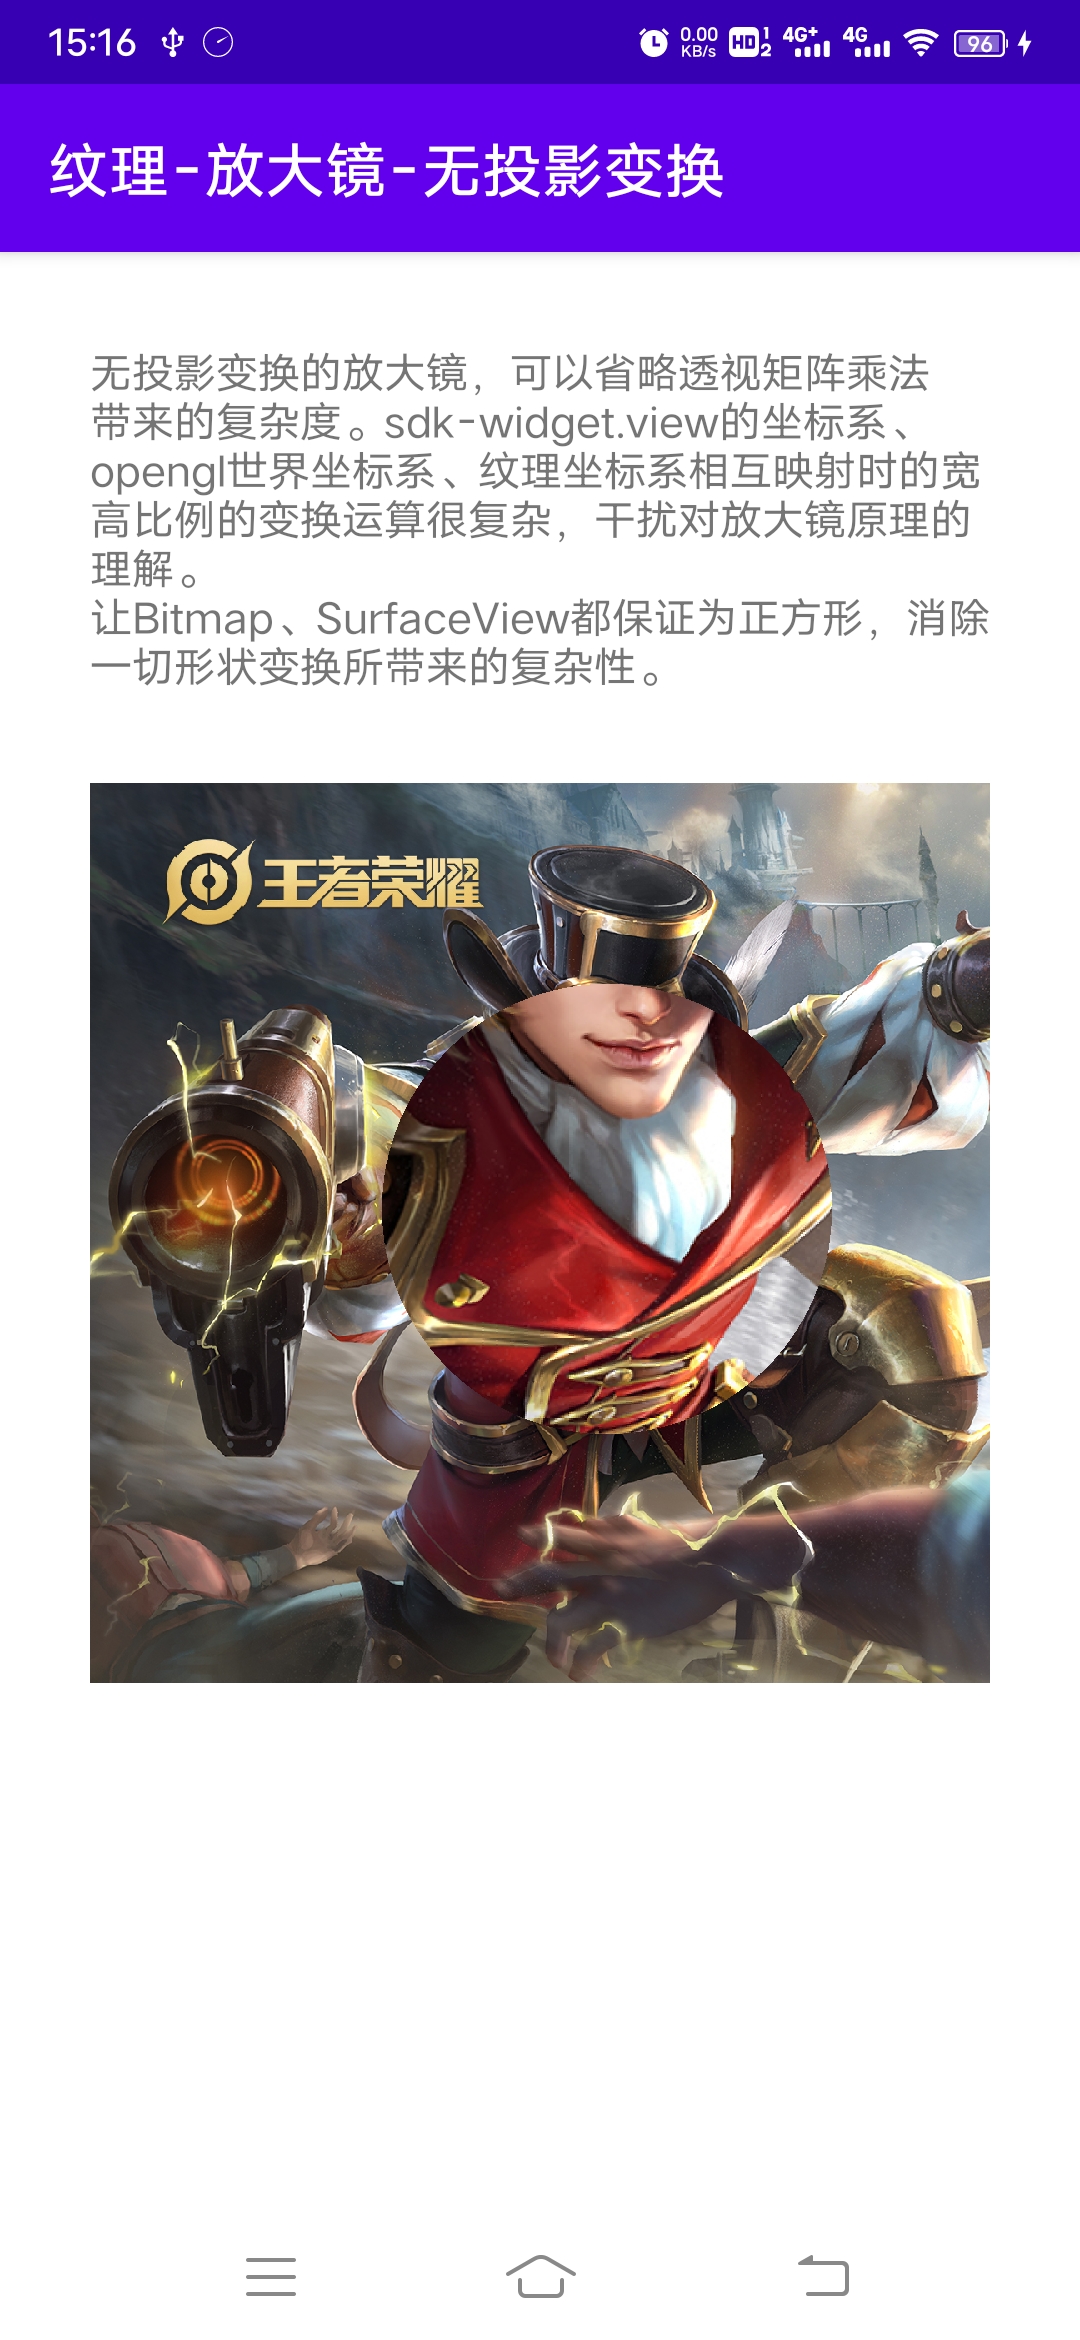 15:16
0.00 KB/s HD 1 2 4G+ 4G 96
纹理-放大镜-无投影变换
无投影变换的放大镜，可以省略透视矩阵乘法
带来的复杂度。sdk-widget.view的坐标系、
opengl世界坐标系、纹理坐标系相互映射时的宽
高比例的变换运算很复杂，干扰对放大镜原理的
理解。
让Bitmap、SurfaceView都保证为正方形，消除
一切形状变换所带来的复杂性。
王者荣耀